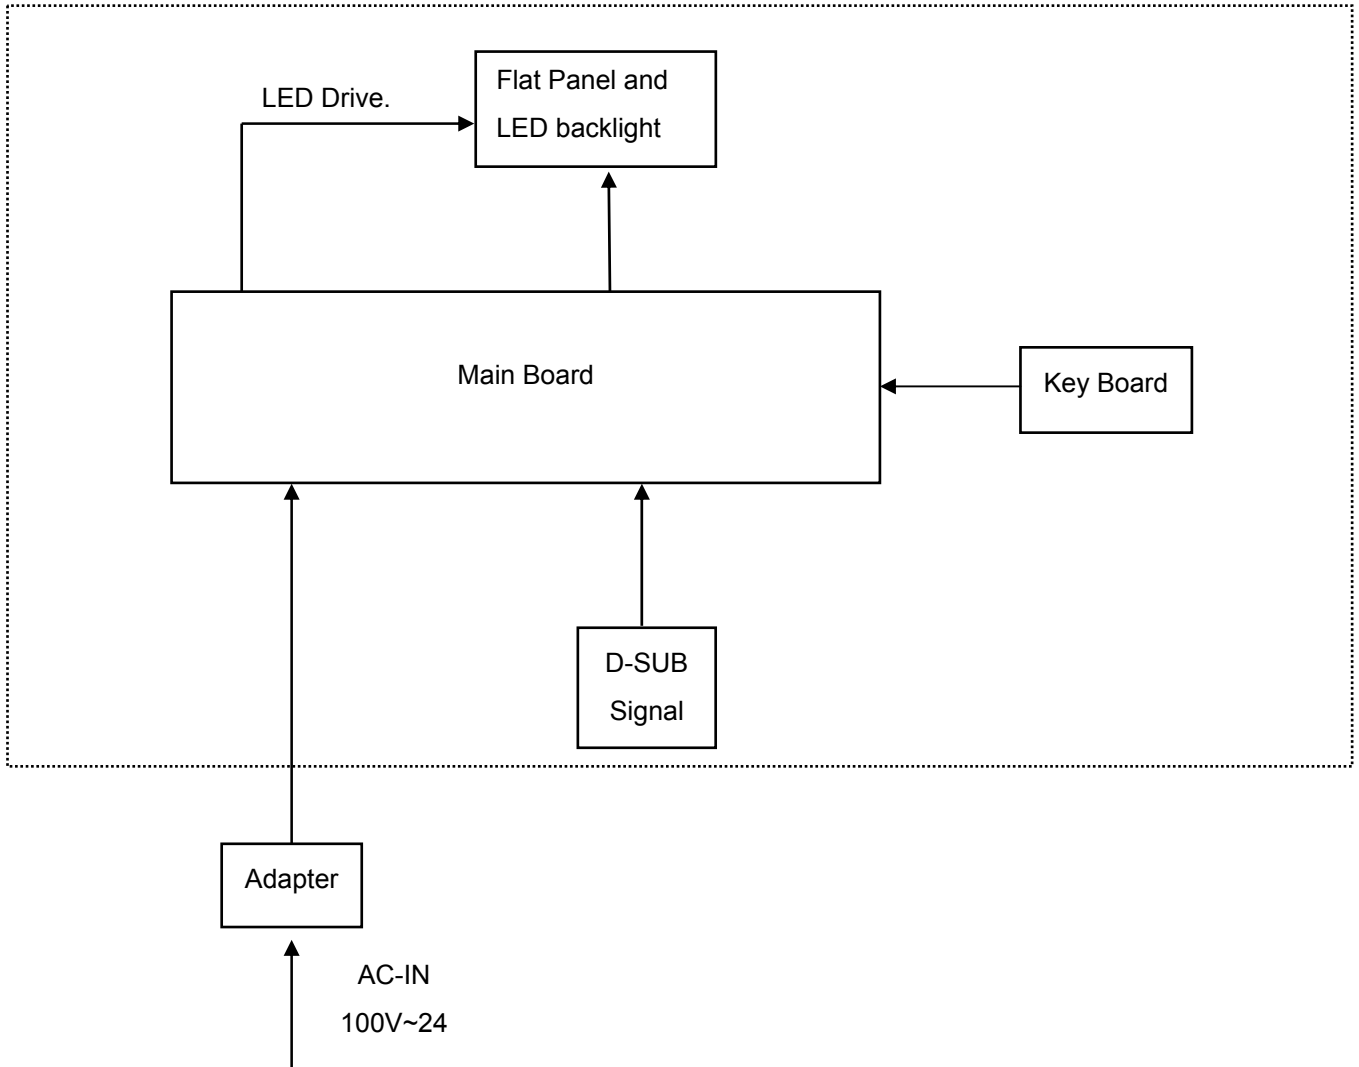 Flat Panel and
LED backlight
LED Drive.
Main Board
Key Board
D-SUB
Signal
Adapter
AC-IN
100V~24